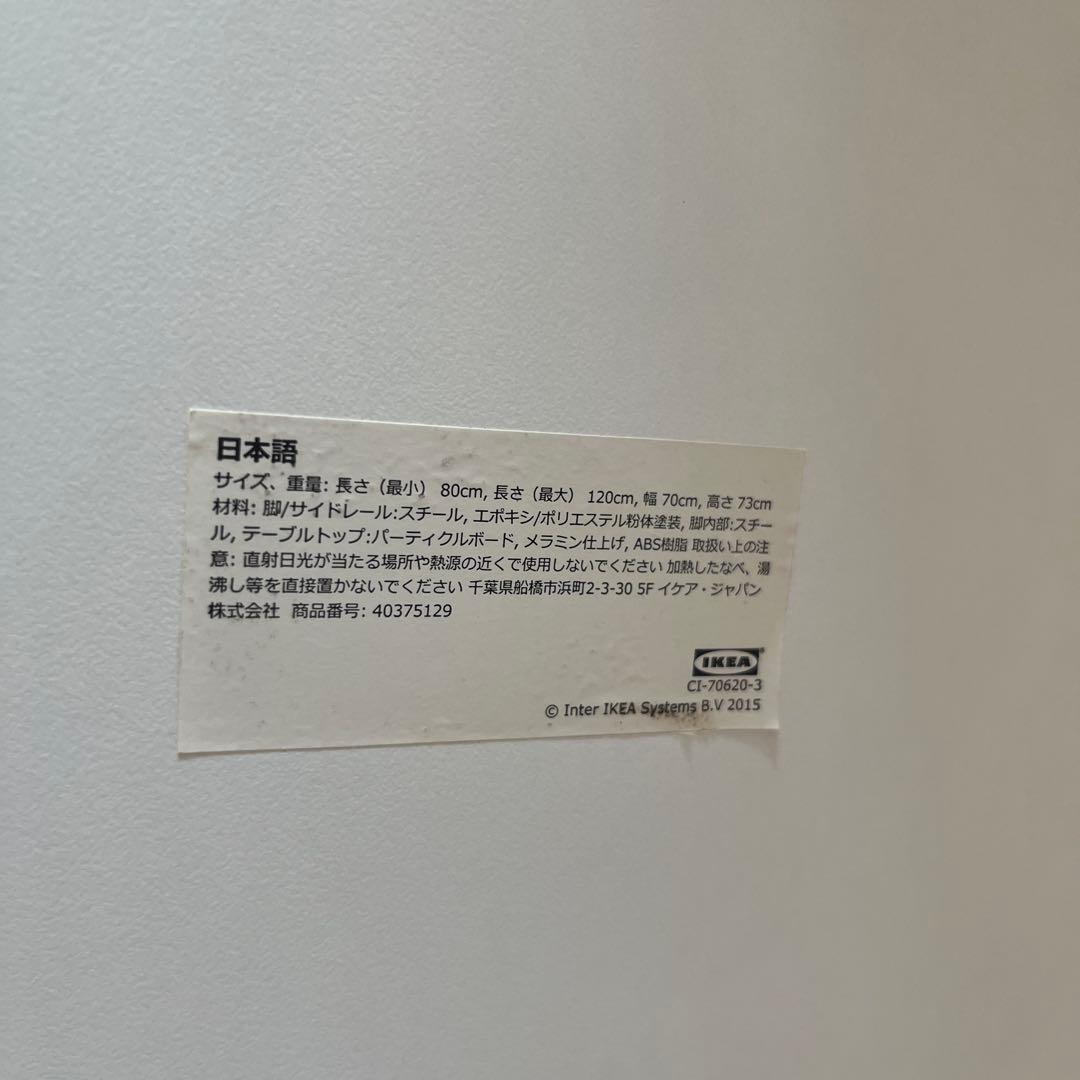 日本語
サイズ、重量: 長さ（最小） 80cm, 長さ（最大） 120cm, 幅 70cm, 高さ 73cm
材料: 脚/サイドレール:スチール, エポキシ/ポリエステル粉体塗装, 脚内部:スチー
ル, テーブルトップ:パーティクルボード, メラミン仕上げ, ABS樹脂 取扱い上の注
意: 直射日光が当たる場所や熱源の近くで使用しないでください 加熱したなべ、湯
沸し等を直接置かないでください 千葉県船橋市浜町2-3-30 5F イケア・ジャパン
株式会社 商品番号: 40375129
IKEA®
CI-70620-3
© Inter IKEA Systems B.V 2015